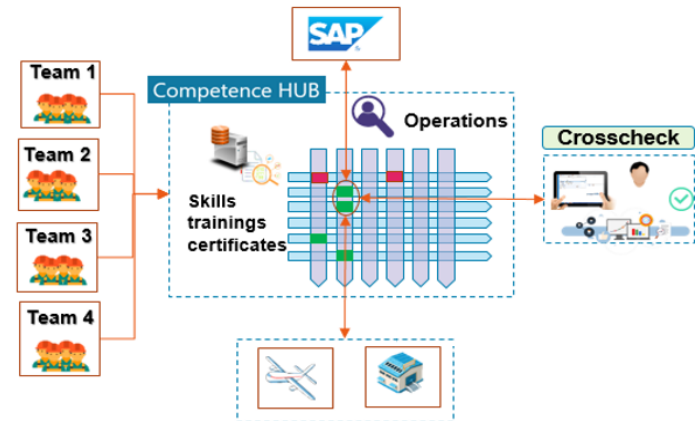 SAP
Team 1
Competence HUB
Operations
Crosscheck
Team 2
Skills
trainings
certificates
Team 3
Team 4